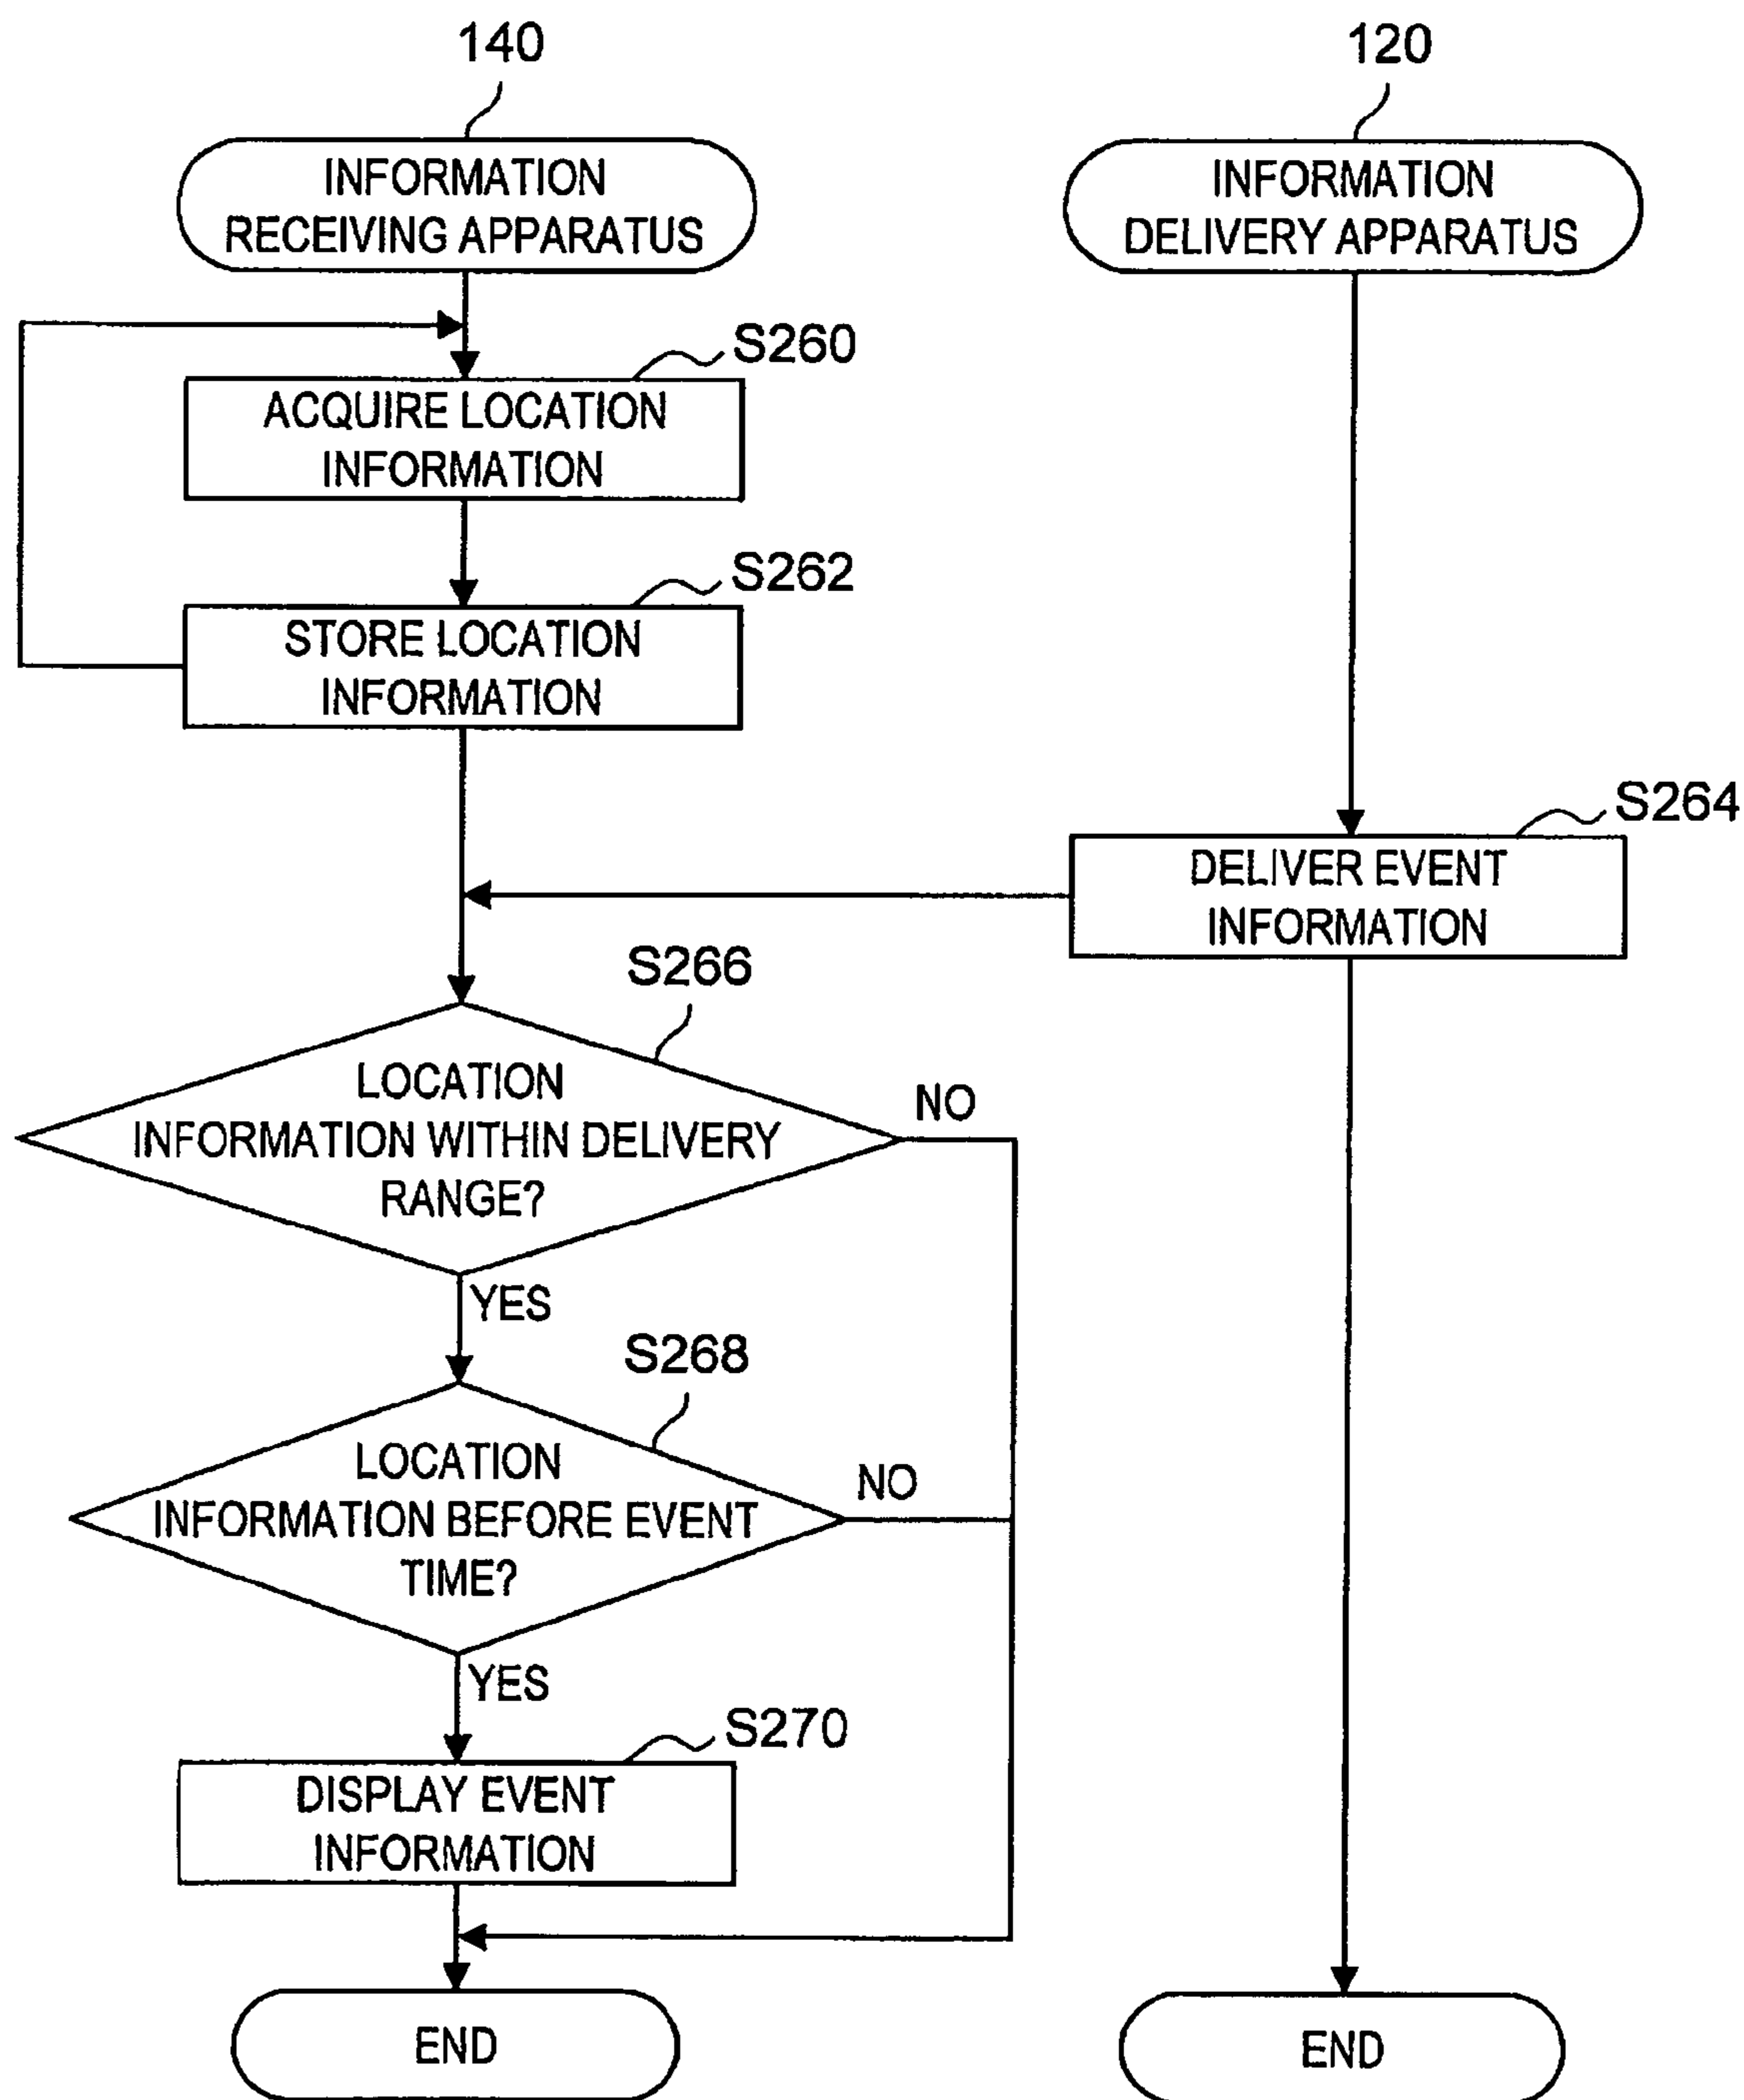 140
120
INFORMATION
RECEIVING APPARATUS
INFORMATION
DELIVERY APPARATUS
S260
ACQUIRE LOCATION
INFORMATION
S262
STORE LOCATION
INFORMATION
S264
DELIVER EVENT
INFORMATION
S266
LOCATION
INFORMATION WITHIN DELIVERY
RANGE?
NO
YES
S268
LOCATION
INFORMATION BEFORE EVENT
TIME?
NO
YES
S270
DISPLAY EVENT
INFORMATION
END
END